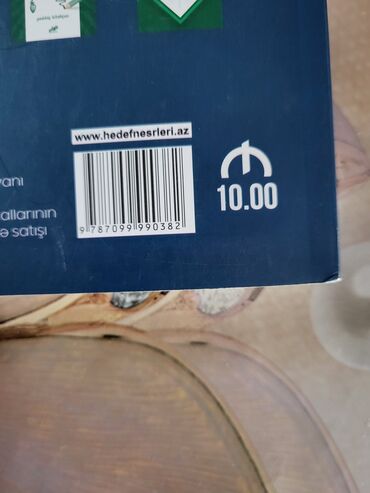 www.hedefnesrleri.az
vanı
allarının
ə satışı
9 787099 990382
₼
10.00